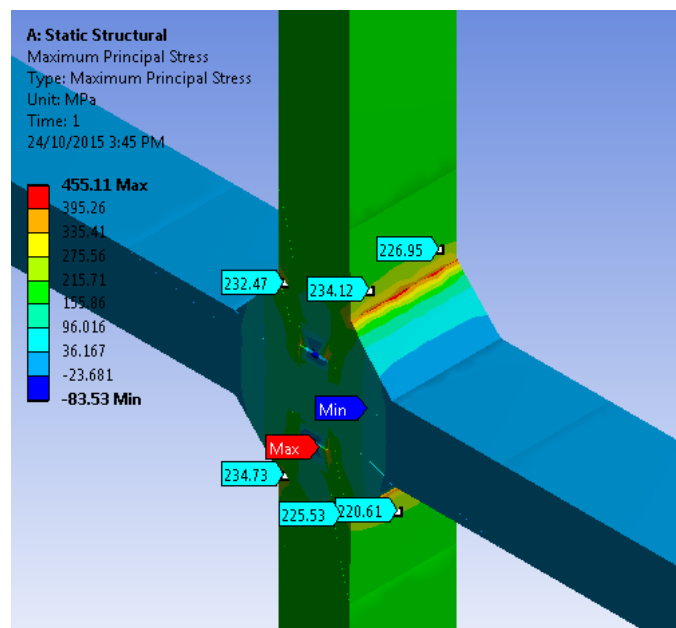 A: Static Structural
Maximum Principal Stress
Type: Maximum Principal Stress
Unit: MPa
Time: 1
24/10/2015 3:45 PM
455.11 Max
395.26
335.41
275.56
215.71
155.86
96.016
36.167
-23.681
-83.53 Min
226.95
232.47
234.12
Min
Max
234.73
225.53
220.61